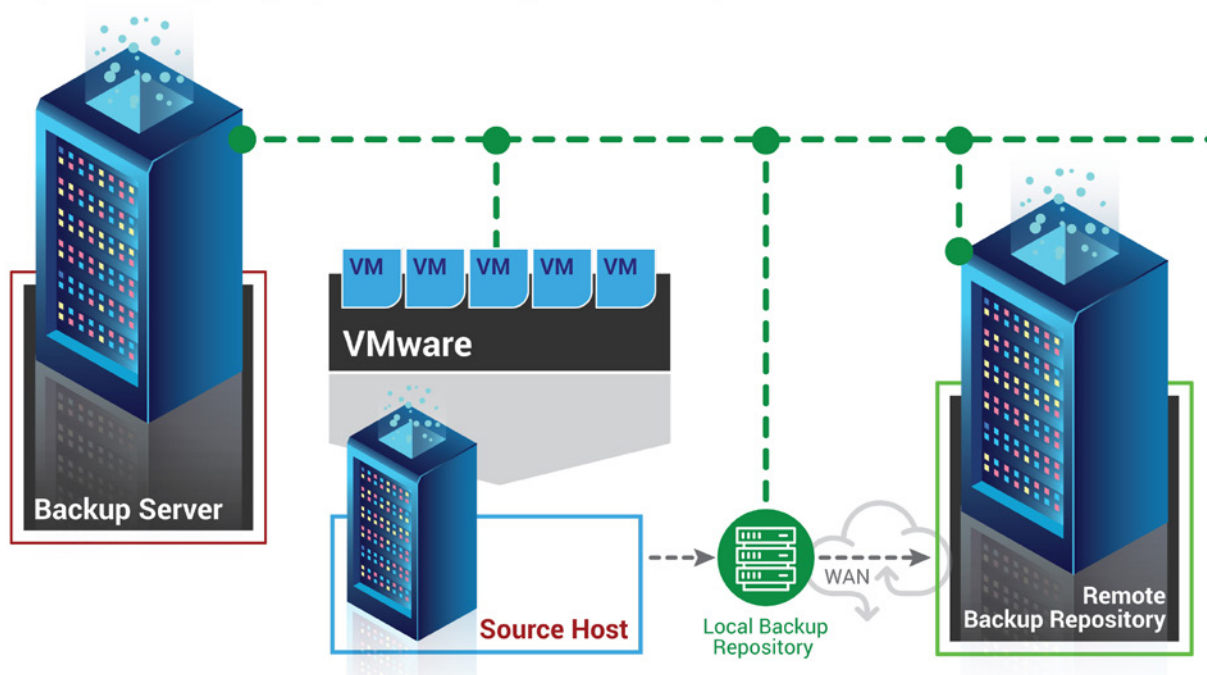 VM VM VM VM VM
VMware
Backup Server
Source Host
Local Backup
Repository
WAN
Remote
Backup Repository